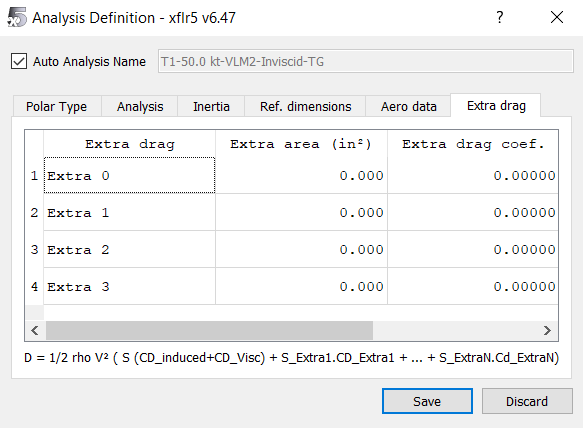 Analysis Definition - xflr5 v6.47
Auto Analysis Name T1-50.0 kt-VLM2-Inviscid-TG
Polar Type Analysis Inertia Ref. dimensions Aero data Extra drag
Extra drag Extra area (in²) Extra drag coef.
1 Extra 0 0.000 0.00000
2 Extra 1 0.000 0.00000
3 Extra 2 0.000 0.00000
4 Extra 3 0.000 0.00000
D = 1/2 rho V² ( S (CD_induced+CD_Visc) + S_Extra1.CD_Extra1 + ... + S_ExtraN.Cd_ExtraN)
Save Discard